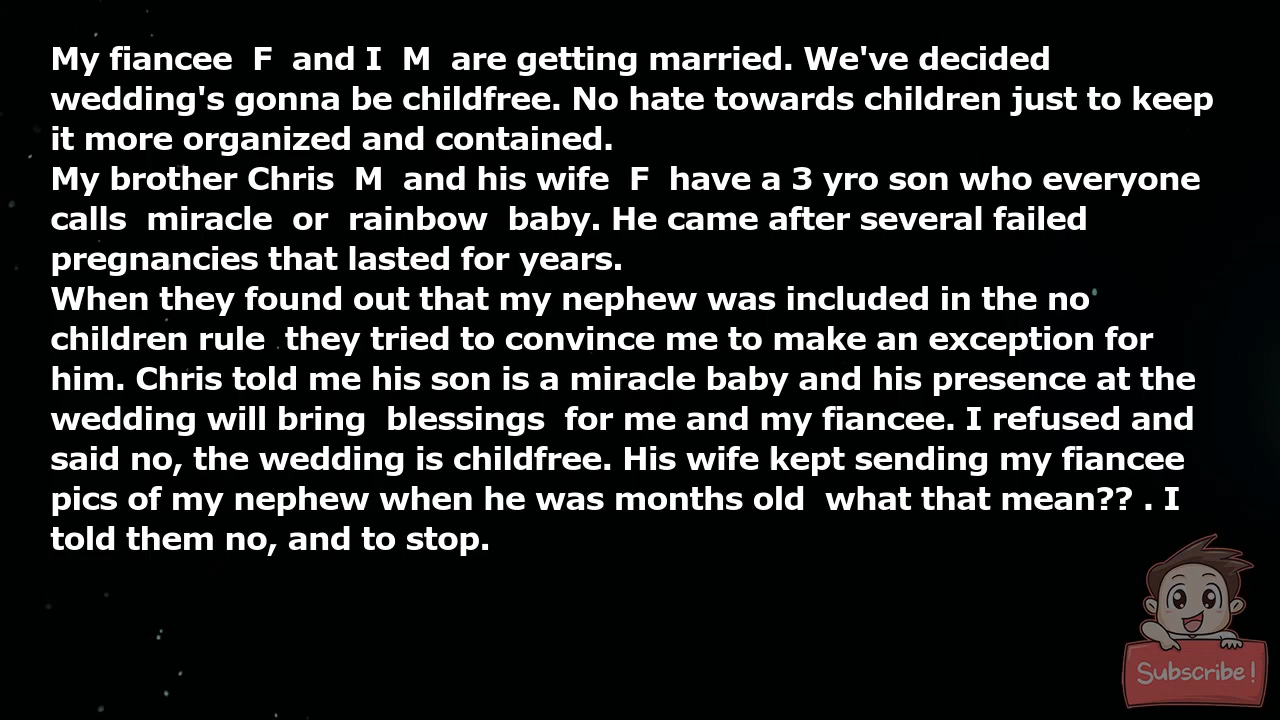 My fiancee  F  and I  M  are getting married. We've decided
wedding's gonna be childfree. No hate towards children just to keep
it more organized and contained.
My brother Chris  M  and his wife  F  have a 3 yro son who everyone
calls  miracle  or  rainbow  baby. He came after several failed
pregnancies that lasted for years.
When they found out that my nephew was included in the no
children rule  they tried to convince me to make an exception for
him. Chris told me his son is a miracle baby and his presence at the
wedding will bring  blessings  for me and my fiancee. I refused and
said no, the wedding is childfree. His wife kept sending my fiancee
pics of my nephew when he was months old  what that mean?? . I
told them no, and to stop.
Subscribe!